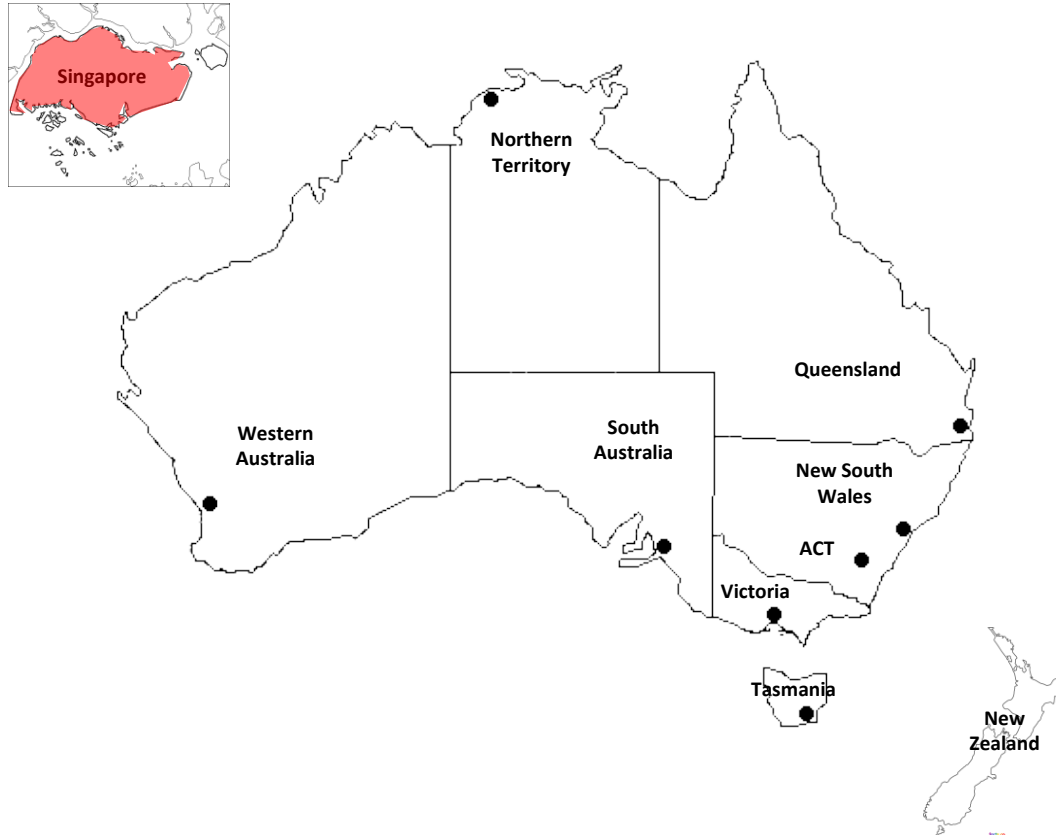 Singapore
Northern
Territory
Queensland
Western
Australia
South
Australia
New South
Wales
ACT
Victoria
Tasmania
New
Zealand